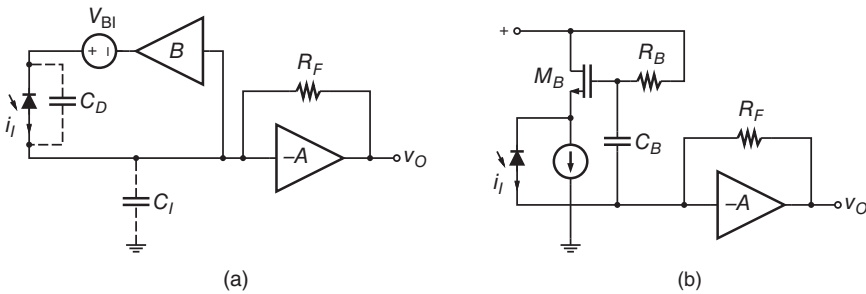 V_BI
+ –
B
C_D
i_I
C_I
R_F
–A
v_O
(a)
+
M_B
R_B
C_B
i_I
R_F
–A
v_O
(b)